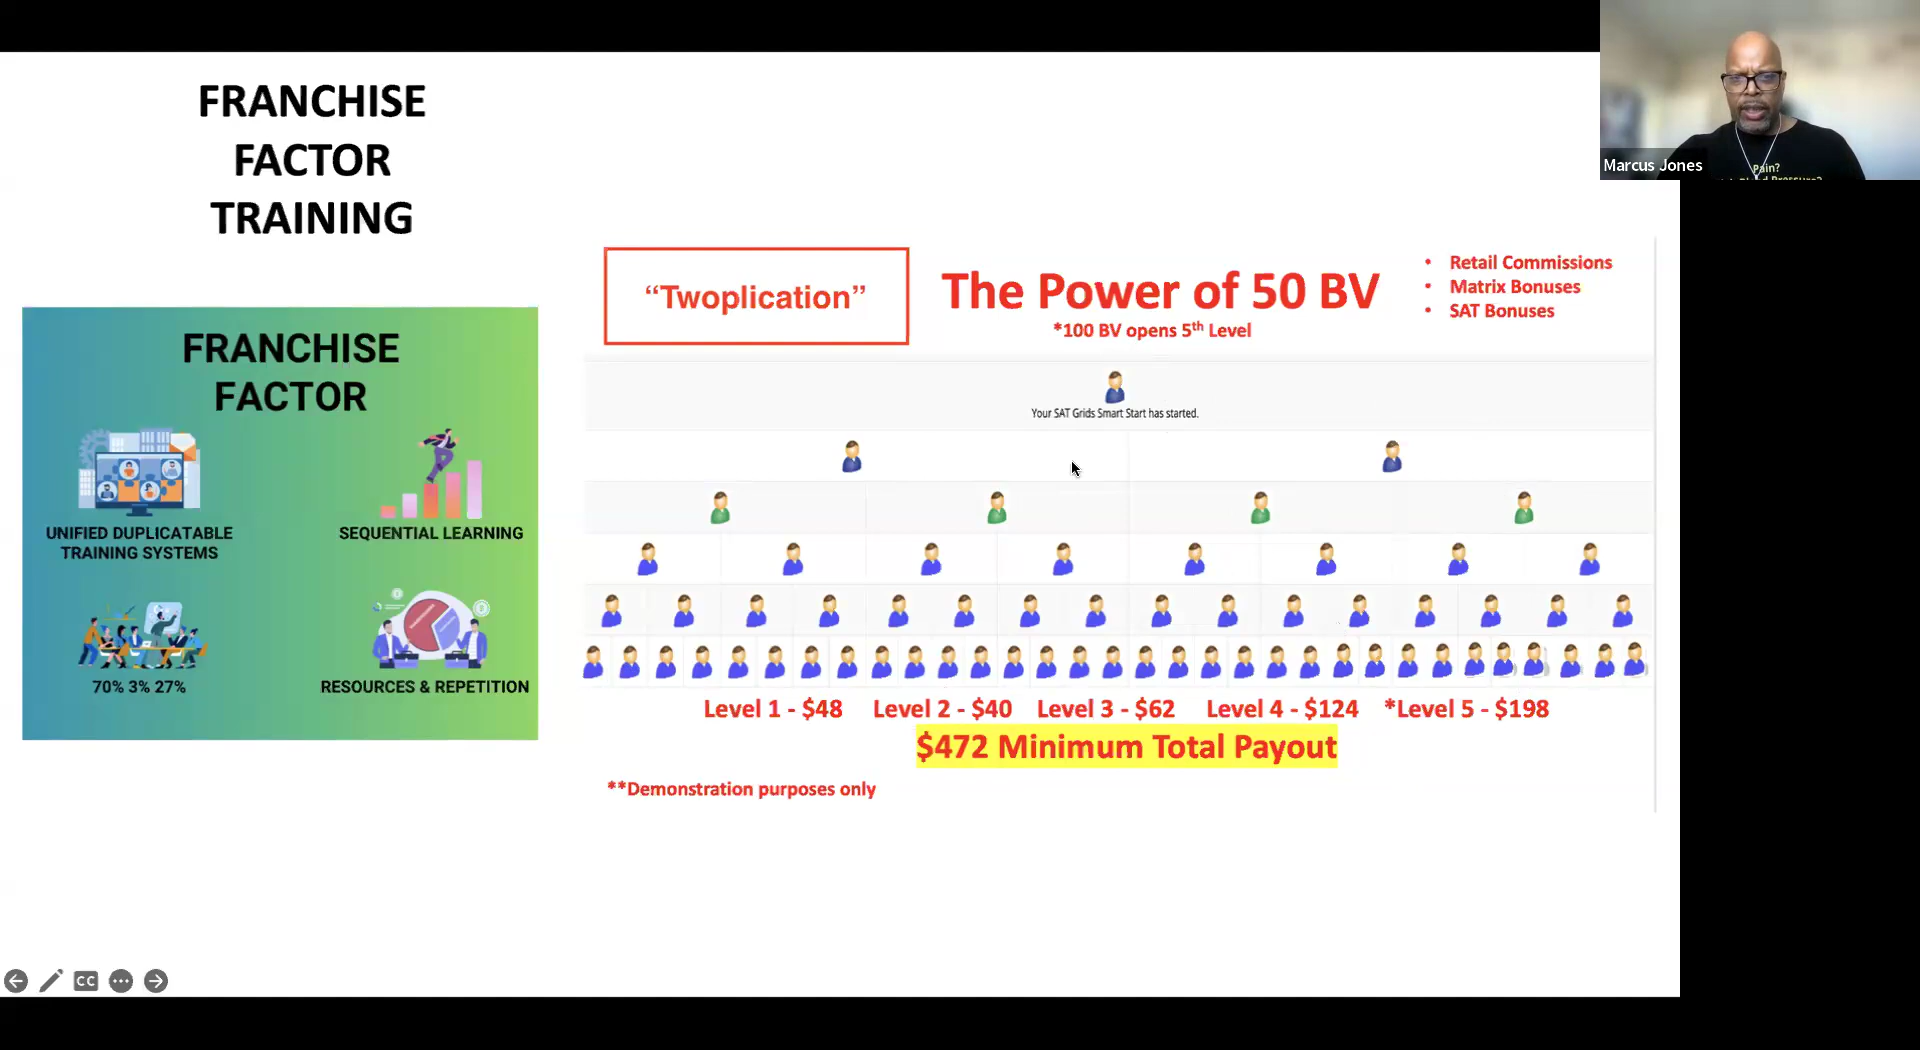 FRANCHISE
FACTOR
TRAINING
FRANCHISE
FACTOR
UNIFIED DUPLICATABLE
TRAINING SYSTEMS
SEQUENTIAL LEARNING
70% 3% 27%
RESOURCES & REPETITION
“Twoplication”
The Power of 50 BV
*100 BV opens 5th Level
• Retail Commissions
• Matrix Bonuses
• SAT Bonuses
Your SAT Grids Smart Start has started.
Level 1 - $48 Level 2 - $40 Level 3 - $62 Level 4 - $124 *Level 5 - $198
$472 Minimum Total Payout
**Demonstration purposes only
CC
Pain?
Marcus Jones